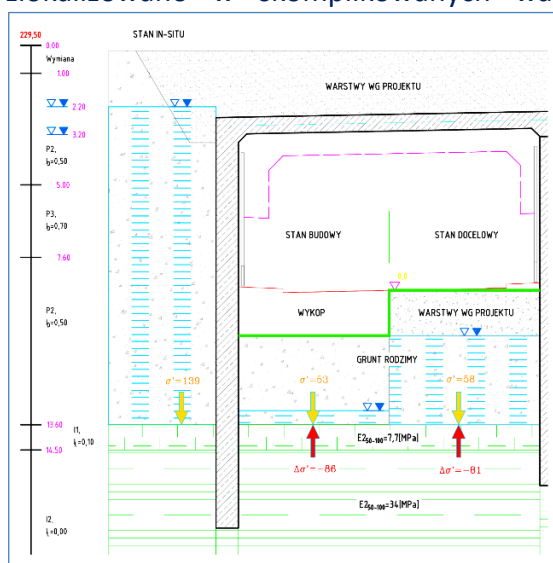 zlokalizowane w skomplikowanych wa
229,50
STAN IN-SITU
0.00
Wymiana
1.00
WARSTWY WG PROJEKTU
2.20
3.20
P2,
I_D=0,50
5.00
P3,
I_D=0,70
7.60
STAN BUDOWY
STAN DOCELOWY
0,0
P2,
I_D=0,50
WYKOP
WARSTWY WG PROJEKTU
GRUNT RODZIMY
σ'=139
σ'=53
σ'=58
13.60
I1,
I_L=0,10
E2₅₀₋₁₀₀=7,7[MPa]
14.50
Δσ'=-86
Δσ'=-81
E2₅₀₋₁₀₀=34[MPa]
I2,
I_L=0,00